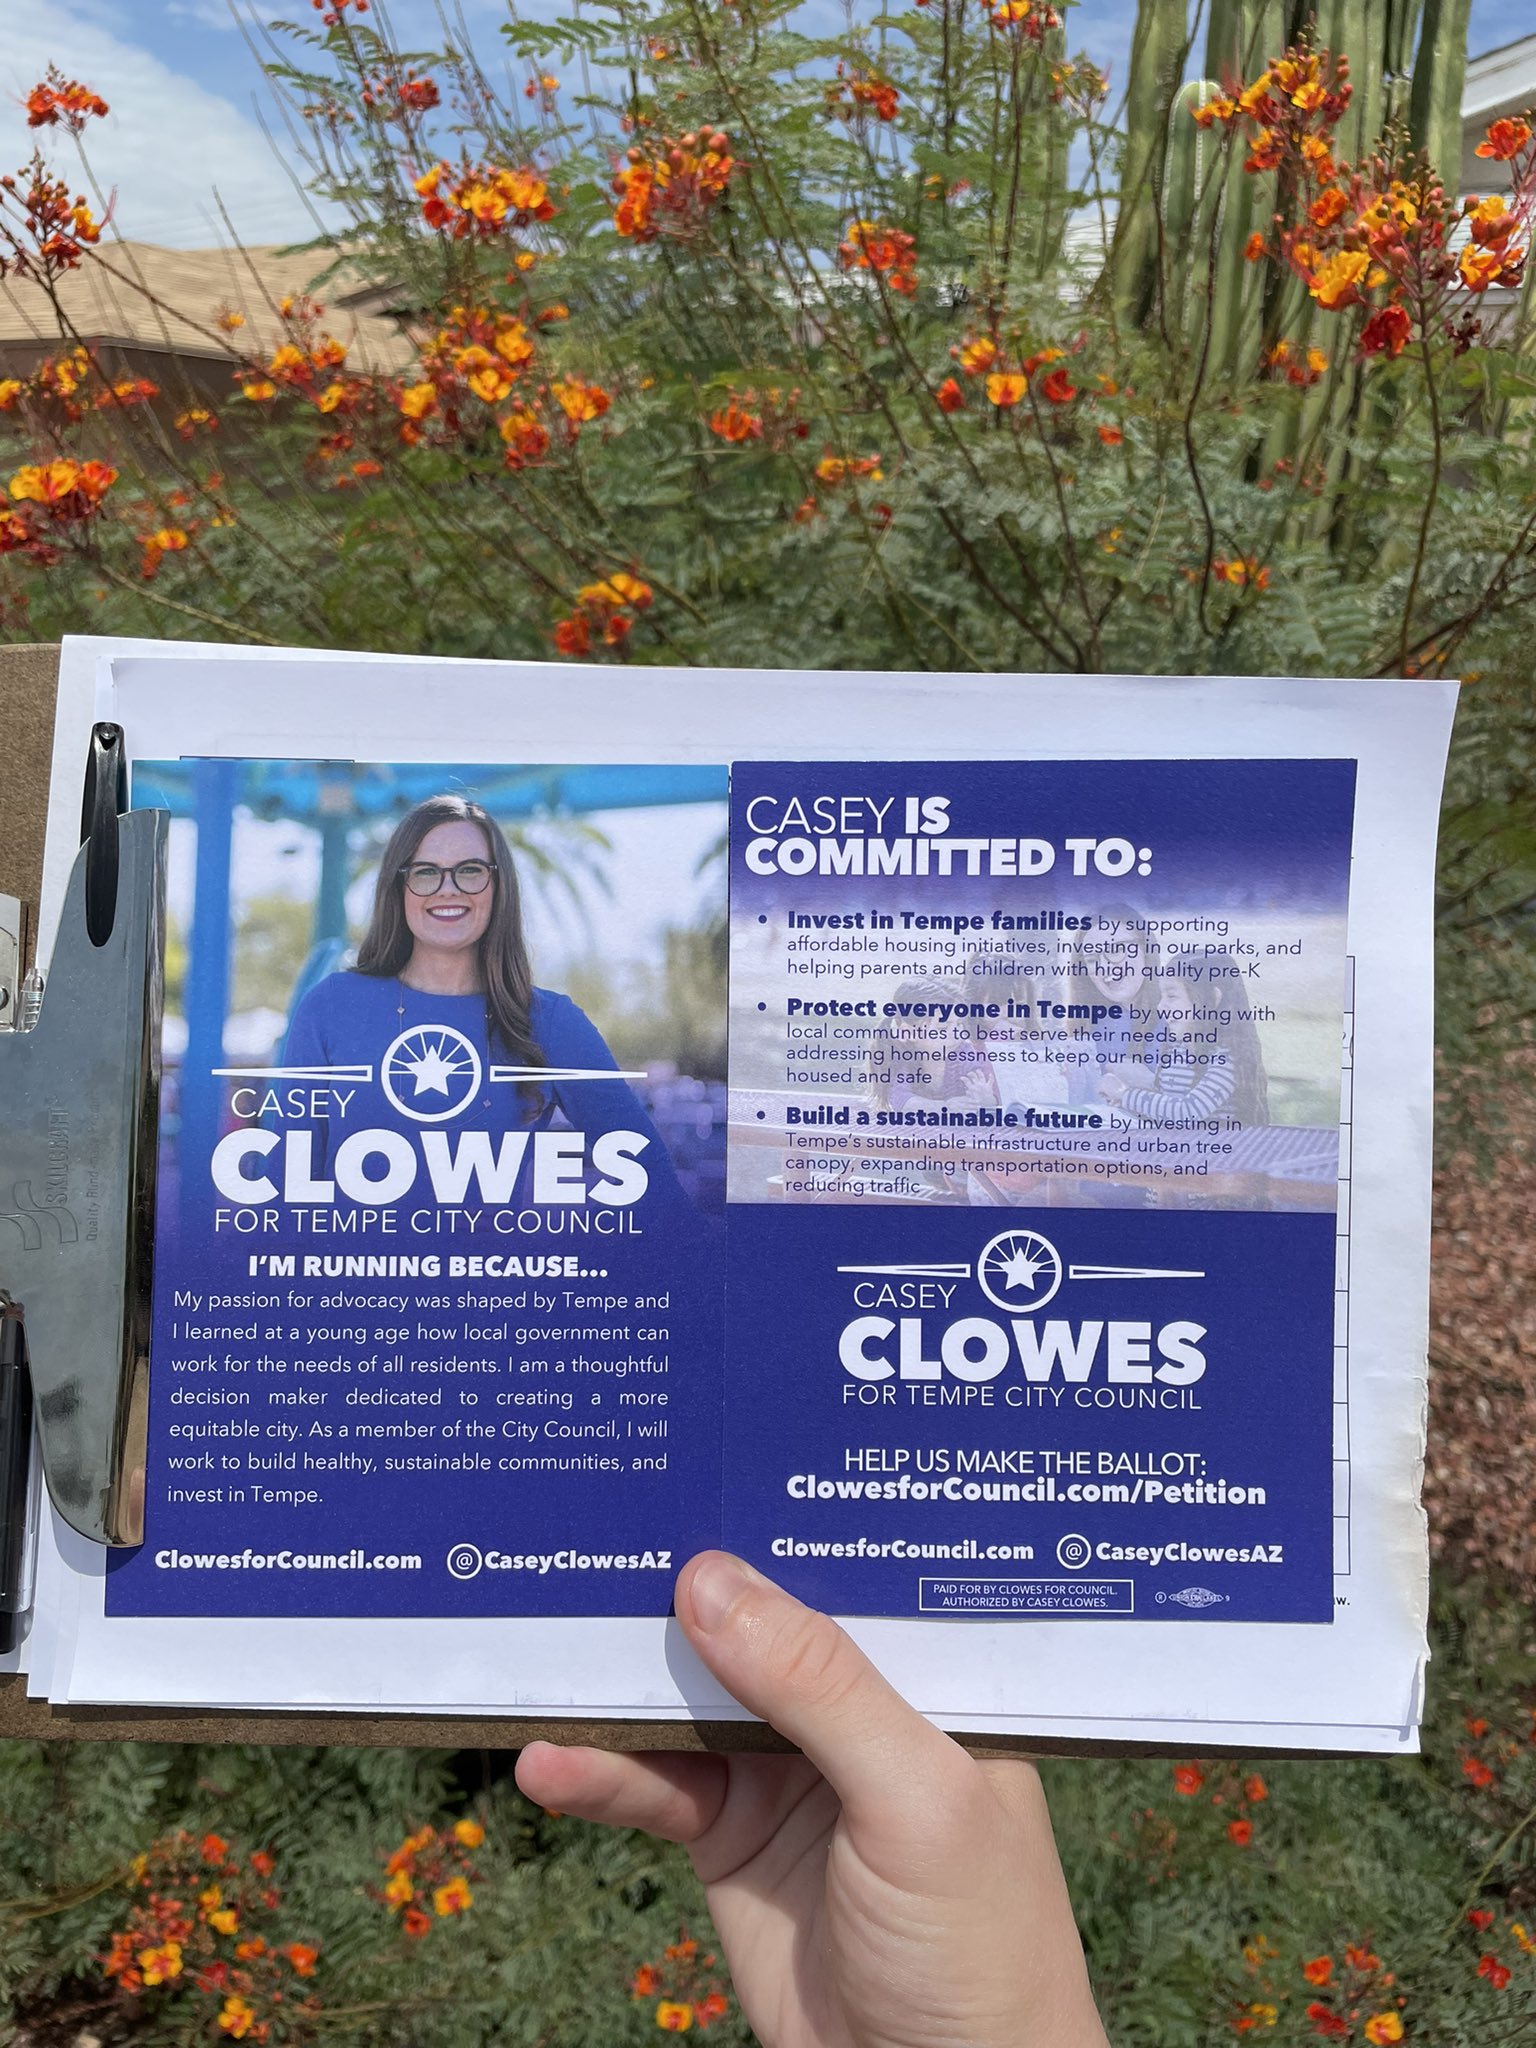 CASEY
CLOWES
FOR TEMPE CITY COUNCIL
I'M RUNNING BECAUSE...
My passion for advocacy was shaped by Tempe and
I learned at a young age how local government can
work for the needs of all residents. I am a thoughtful
decision maker dedicated to creating a more
equitable city. As a member of the City Council, I will
work to build healthy, sustainable communities, and
invest in Tempe.
ClowesforCouncil.com @CaseyClowesAZ
CASEY IS
COMMITTED TO:
• Invest in Tempe families by supporting
affordable housing initiatives, investing in our parks, and
helping parents and children with high quality pre-K
• Protect everyone in Tempe by working with
local communities to best serve their needs and
addressing homelessness to keep our neighbors
housed and safe
• Build a sustainable future by investing in
Tempe's sustainable infrastructure and urban tree
canopy, expanding transportation options, and
reducing traffic
CASEY
CLOWES
FOR TEMPE CITY COUNCIL
HELP US MAKE THE BALLOT:
ClowesforCouncil.com/Petition
ClowesforCouncil.com @CaseyClowesAZ
PAID FOR BY CLOWES FOR COUNCIL.
AUTHORIZED BY CASEY CLOWES.